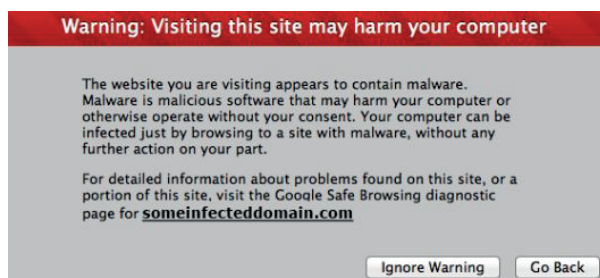 Warning: Visiting this site may harm your computer
The website you are visiting appears to contain malware.
Malware is malicious software that may harm your computer or
otherwise operate without your consent. Your computer can be
infected just by browsing to a site with malware, without any
further action on your part.
For detailed information about problems found on this site, or a
portion of this site, visit the Google Safe Browsing diagnostic
page for someinfecteddomain.com
Ignore Warning Go Back